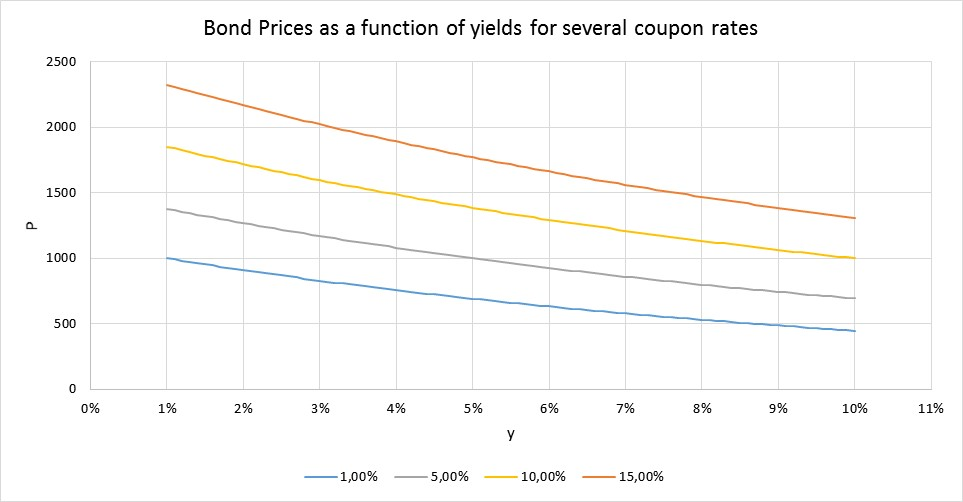 Bond Prices as a function of yields for several coupon rates
2500
2000
1500
1000
500
0
P
0% 1% 2% 3% 4% 5% 6% 7% 8% 9% 10% 11%
y
1,00% 5,00% 10,00% 15,00%